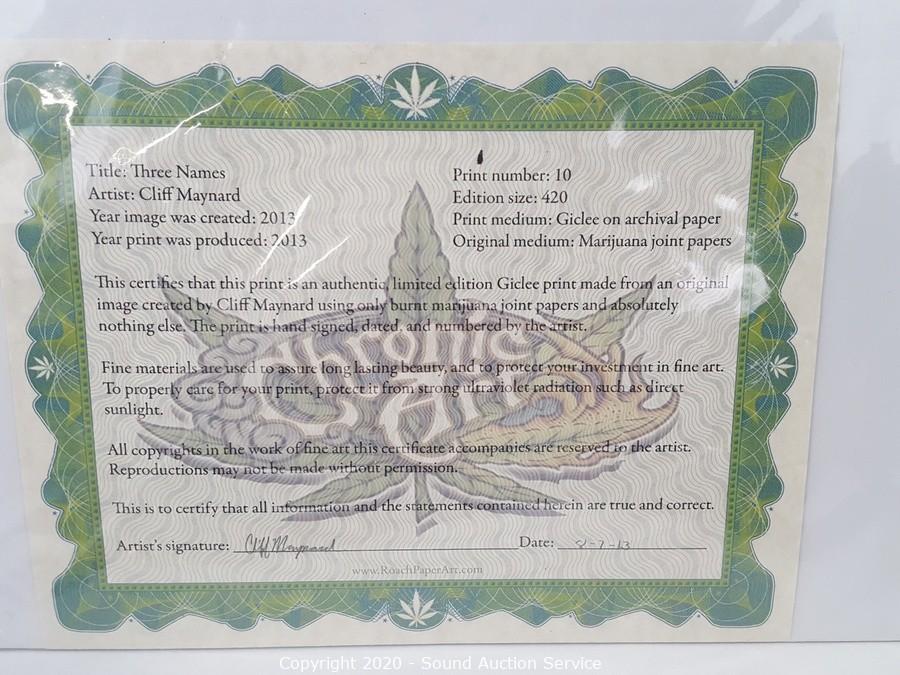 Title: Three Names
Artist: Cliff Maynard
Year image was created: 2013
Year print was produced: 2013
Print number: 10
Edition size: 420
Print medium: Giclee on archival paper
Original medium: Marijuana joint papers
This certifies that this print is an authentic, limited edition Giclee print made from an original
image created by Cliff Maynard using only burnt marijuana joint papers and absolutely
nothing else. The print is hand signed, dated, and numbered by the artist.
Fine materials are used to assure long lasting beauty, and to protect your investment in fine art.
To properly care for your print, protect it from strong ultraviolet radiation such as direct
sunlight.
All copyrights in the work of fine art this certificate accompanies are reserved to the artist.
Reproductions may not be made without permission.
This is to certify that all information and the statements contained herein are true and correct.
Artist's signature: Cliff Maynard Date: 8-7-13
www.RoachPaperArt.com
Chronic
Art
Copyright 2020 - Sound Auction Service